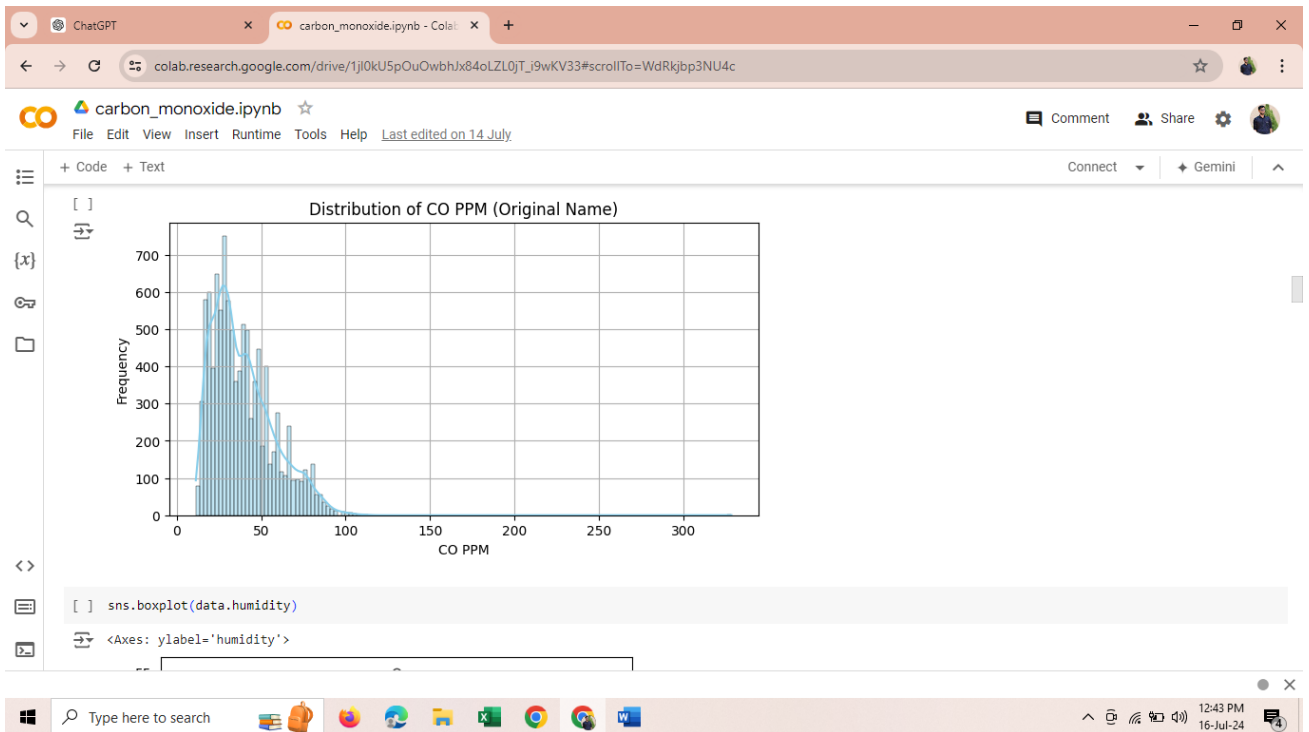 ChatGPT
carbon_monoxide.ipynb - Colab
colab.research.google.com/drive/1jl0kU5pOuOwbhJx84oLZL0jT_i9wKV33#scrollTo=WdRkjbp3NU4c
CO
carbon_monoxide.ipynb
File Edit View Insert Runtime Tools Help Last edited on 14 July
Comment Share
+ Code + Text
Connect Gemini
{x}
[ ]
Distribution of CO PPM (Original Name)
700
600
500
400
300
200
100
0
Frequency
0 50 100 150 200 250 300
CO PPM
[ ] sns.boxplot(data.humidity)
<Axes: ylabel='humidity'>
Type here to search
12:43 PM
16-Jul-24
4